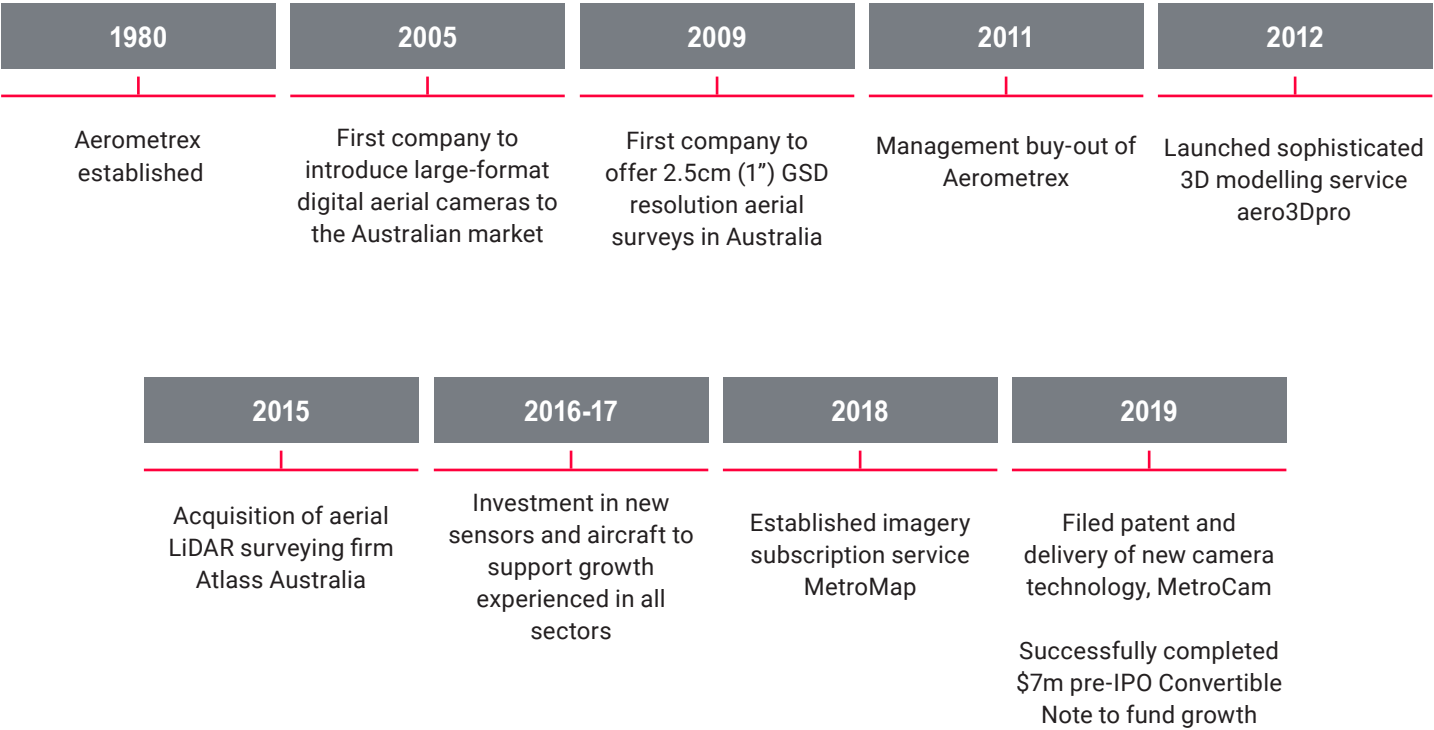 1980
Aerometrex
established
2005
First company to
introduce large-format
digital aerial cameras to
the Australian market
2009
First company to
offer 2.5cm (1”) GSD
resolution aerial
surveys in Australia
2011
Management buy-out of
Aerometrex
2012
Launched sophisticated
3D modelling service
aero3Dpro
2015
Acquisition of aerial
LiDAR surveying firm
Atlass Australia
2016-17
Investment in new
sensors and aircraft to
support growth
experienced in all
sectors
2018
Established imagery
subscription service
MetroMap
2019
Filed patent and
delivery of new camera
technology, MetroCam
Successfully completed
$7m pre-IPO Convertible
Note to fund growth